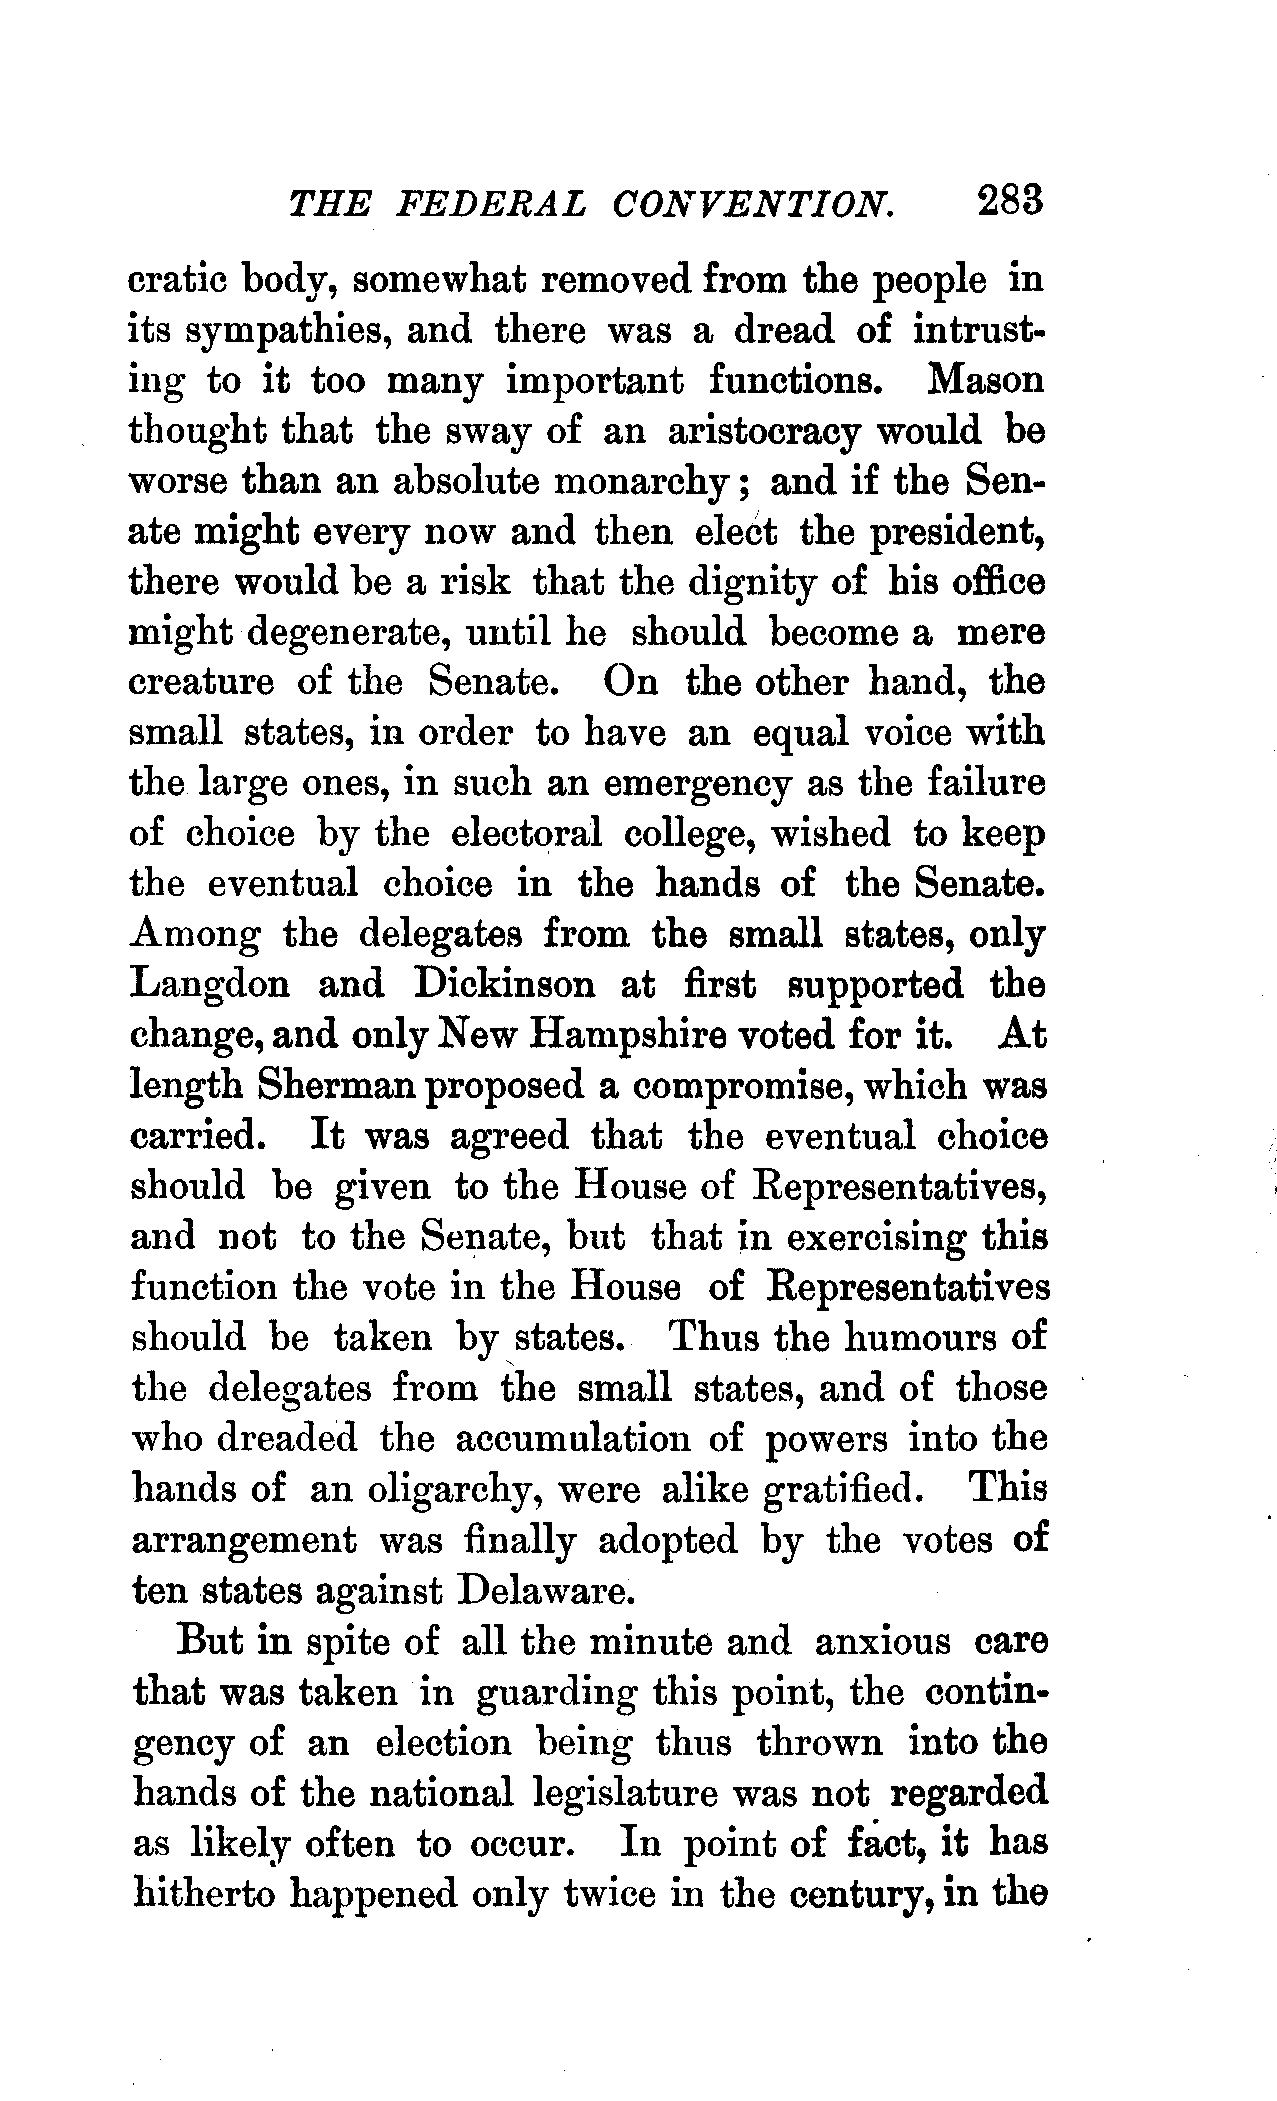 THE FEDERAL CONVENTION. 283
cratic body, somewhat removed from the people in
its sympathies, and there was a dread of intrust-
ing to it too many important functions. Mason
thought that the sway of an aristocracy would be
worse than an absolute monarchy; and if the Sen-
ate might every now and then elect the president,
there would be a risk that the dignity of his office
might degenerate, until he should become a mere
creature of the Senate. On the other hand, the
small states, in order to have an equal voice with
the large ones, in such an emergency as the failure
of choice by the electoral college, wished to keep
the eventual choice in the hands of the Senate.
Among the delegates from the small states, only
Langdon and Dickinson at first supported the
change, and only New Hampshire voted for it. At
length Sherman proposed a compromise, which was
carried. It was agreed that the eventual choice
should be given to the House of Representatives,
and not to the Senate, but that in exercising this
function the vote in the House of Representatives
should be taken by states. Thus the humours of
the delegates from the small states, and of those
who dreaded the accumulation of powers into the
hands of an oligarchy, were alike gratified. This
arrangement was finally adopted by the votes of
ten states against Delaware.
But in spite of all the minute and anxious care
that was taken in guarding this point, the contin-
gency of an election being thus thrown into the
hands of the national legislature was not regarded
as likely often to occur. In point of fact, it has
hitherto happened only twice in the century, in the